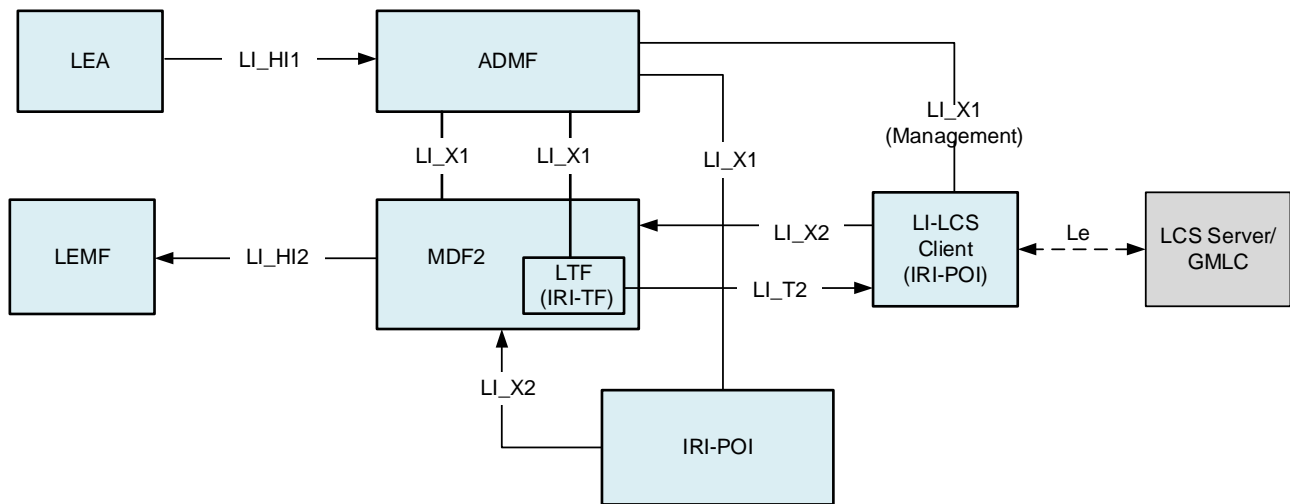 LEA
LI_HI1
ADMF
LI_X1
LI_X1
LI_X1
LI_X1
(Management)
LEMF
LI_HI2
MDF2
LTF
(IRI-TF)
LI_X2
LI_T2
LI-LCS
Client
(IRI-POI)
Le
LCS Server/
GMLC
LI_X2
IRI-POI